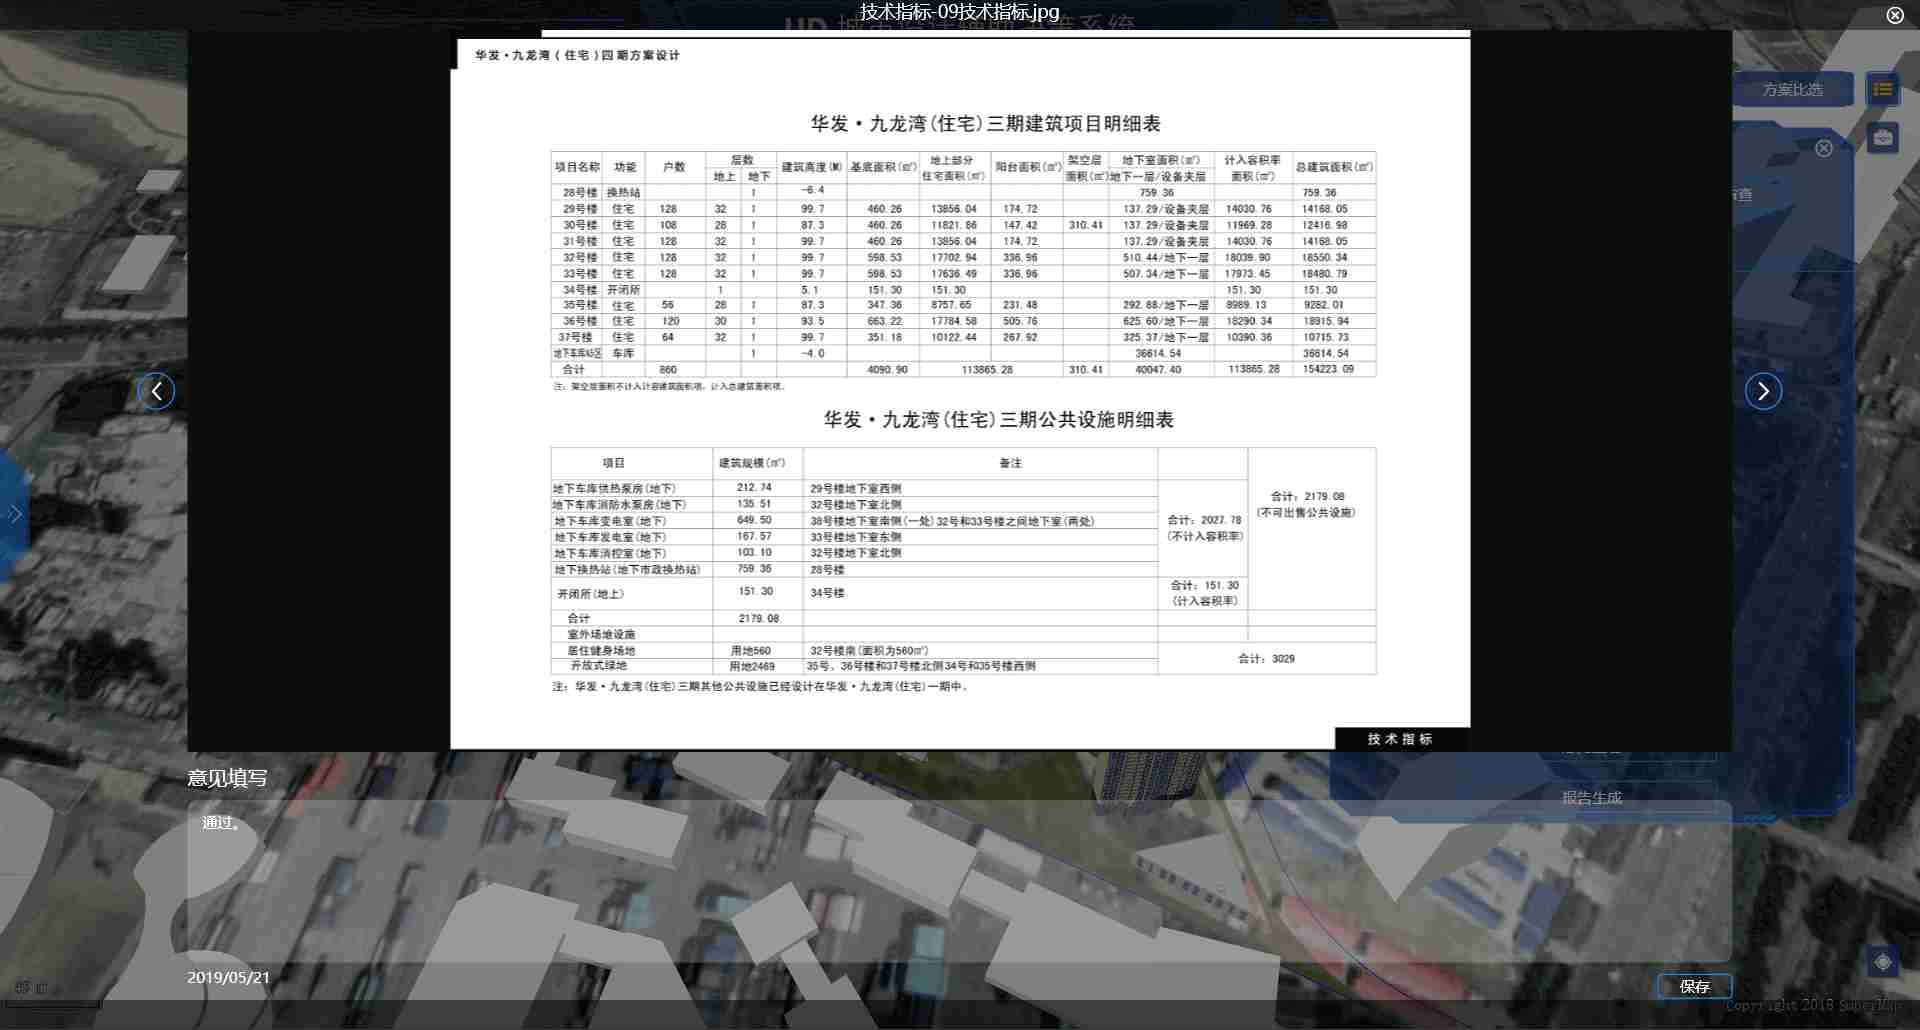 技术指标-09技术指标.jpg
华发·九龙湾(住宅)四期方案设计
方案比选
华发·九龙湾(住宅)三期建筑项目明细表
项目名称 功能 户数 层数 地上 地下 建筑高度(M) 基底面积(㎡) 地上部分住宅面积(㎡) 阳台面积(㎡) 架空层面积(㎡) 地下室面积(㎡) 地下一层/设备夹层 计入容积率面积(㎡) 总建筑面积(㎡)
28号楼 换热站 1 -6.4 759.36 759.36
29号楼 住宅 128 32 1 99.7 460.26 13856.04 174.72 137.29/设备夹层 14030.76 14168.05
30号楼 住宅 108 28 1 87.3 460.26 11821.86 147.42 310.41 137.29/设备夹层 11969.28 12416.98
31号楼 住宅 128 32 1 99.7 460.26 13856.04 174.72 137.29/设备夹层 14030.76 14168.05
32号楼 住宅 128 32 1 99.7 598.53 17702.94 336.96 510.44/地下一层 18039.90 18550.34
33号楼 住宅 128 32 1 99.7 598.53 17636.49 336.96 507.34/地下一层 17973.45 18480.79
34号楼 开闭所 1 5.1 151.30 151.30 151.30 151.30
35号楼 住宅 56 28 1 87.3 347.36 8757.65 231.48 292.88/地下一层 8989.13 9282.01
36号楼 住宅 120 30 1 93.5 663.22 17784.58 505.76 625.60/地下一层 18290.34 18915.94
37号楼 住宅 64 32 1 99.7 351.18 10122.44 267.92 325.37/地下一层 10390.36 10715.73
车库 1 -4.0 36614.54 36614.54
合计 860 4090.90 113865.28 310.41 40047.40 113865.28 154223.09
注: 架空层面积不计入计容建筑面积项, 计入总建筑面积项。
华发·九龙湾(住宅)三期公共设施明细表
项目 建筑规模(㎡) 备注
地下车库供热泵房(地下) 212.74 29号楼地下室西侧
地下车库消防水泵房(地下) 135.51 32号楼地下室北侧
地下车库变电室(地下) 649.50 38号楼地下室南侧(一处)32号和33号楼之间地下室(两处)
地下车库发电室(地下) 167.57 33号楼地下室东侧
地下车库消控室(地下) 103.10 32号楼地下室北侧
地下换热站(地下市政换热站) 759.36 28号楼
合计: 2027.78
(不计入容积率)
合计: 2179.08
(不可出售公共设施)
开闭所(地上) 151.30 34号楼
合计: 151.30
(计入容积率)
合计 2179.08
室外场地设施
居住健身场地 用地560 32号楼南(面积为560㎡)
开放式绿地 用地2469 35号、36号楼和37号楼北侧34号和35号楼西侧
合计: 3029
注: 华发·九龙湾(住宅)三期其他公共设施已经设计在华发·九龙湾(住宅)一期中。
技术指标
意见填写
报告生成
通过。
2019/05/21
保存